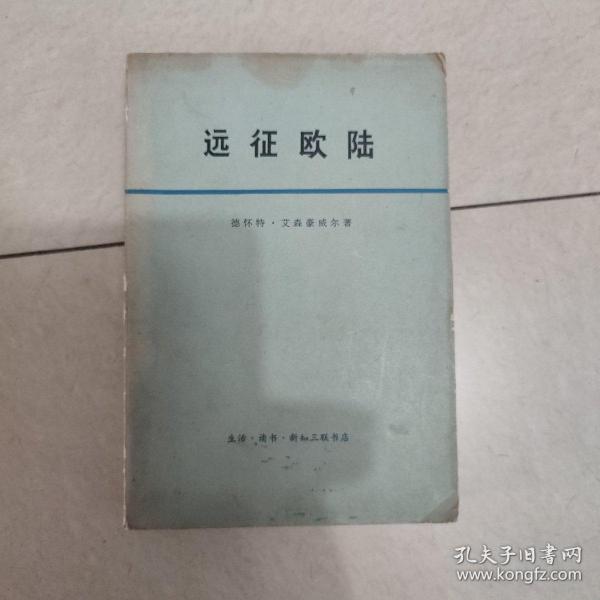 远征欧陆
德怀特·艾森豪威尔著
生活·读书·新知三联书店
孔夫子旧书网
www.kongfz.com